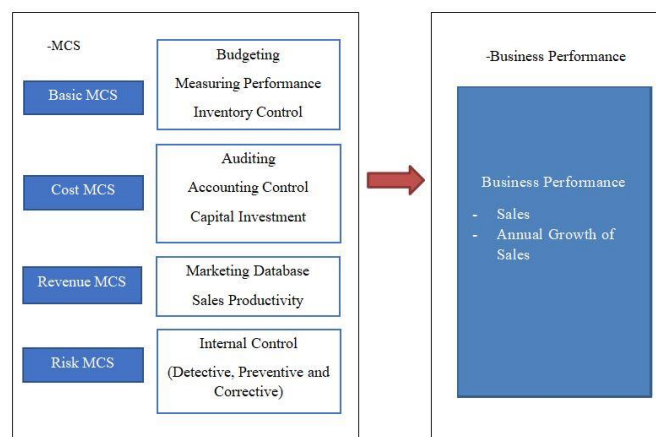 -MCS
Basic MCS
Budgeting
Measuring Performance
Inventory Control
Cost MCS
Auditing
Accounting Control
Capital Investment
Revenue MCS
Marketing Database
Sales Productivity
Risk MCS
Internal Control
(Detective, Preventive and
Corrective)
-Business Performance
Business Performance
- Sales
- Annual Growth of
Sales